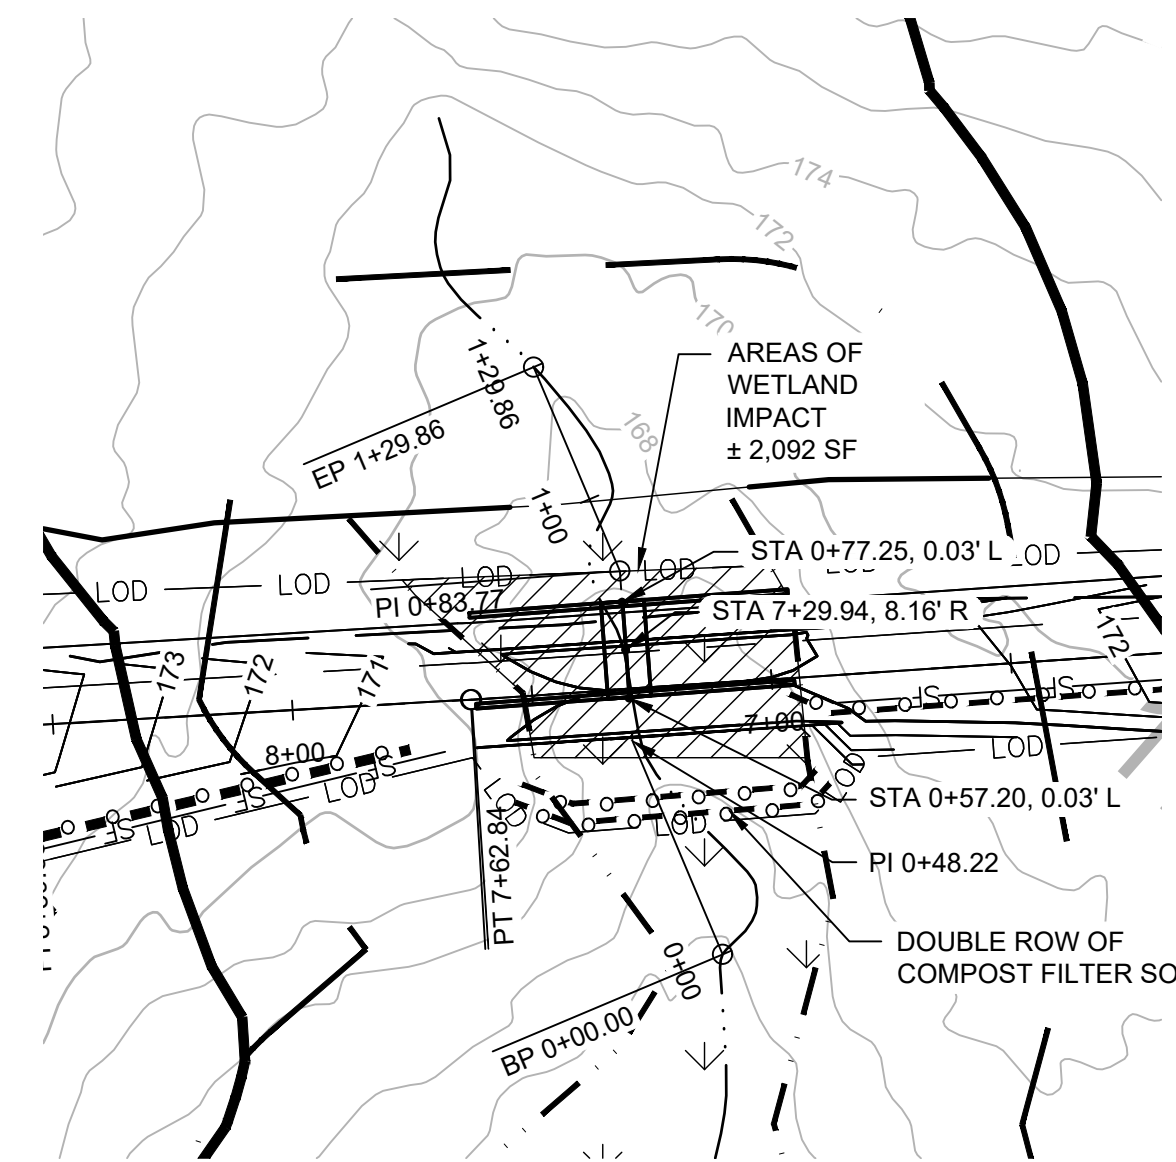 174
172
170
1+29.86
AREAS OF
WETLAND
IMPACT
± 2,092 SF
168
EP 1+29.86
1+00
STA 0+77.25, 0.03' L
LOD
LOD
LOD
LOD
LOD
LOD
PI 0+83.77
STA 7+29.94, 8.16' R
173
172
171
172
SF
SF
7+00
8+00
LOD
SF
LOD
SF
LOD
LOD
STA 0+57.20, 0.03' L
SF
LOD
LOD
PT 7+62.84
PI 0+48.22
DOUBLE ROW OF
COMPOST FILTER SO
0+00
BP 0+00.00